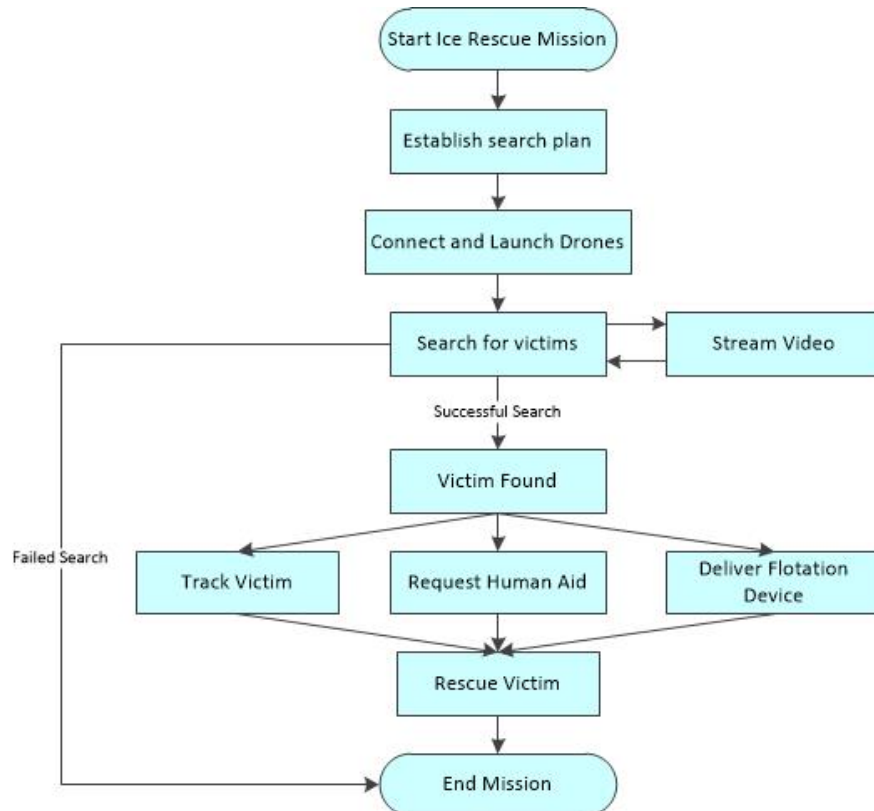 Start Ice Rescue Mission
Establish search plan
Connect and Launch Drones
Search for victims
Stream Video
Successful Search
Victim Found
Failed Search
Track Victim
Request Human Aid
Deliver Flotation
Device
Rescue Victim
End Mission